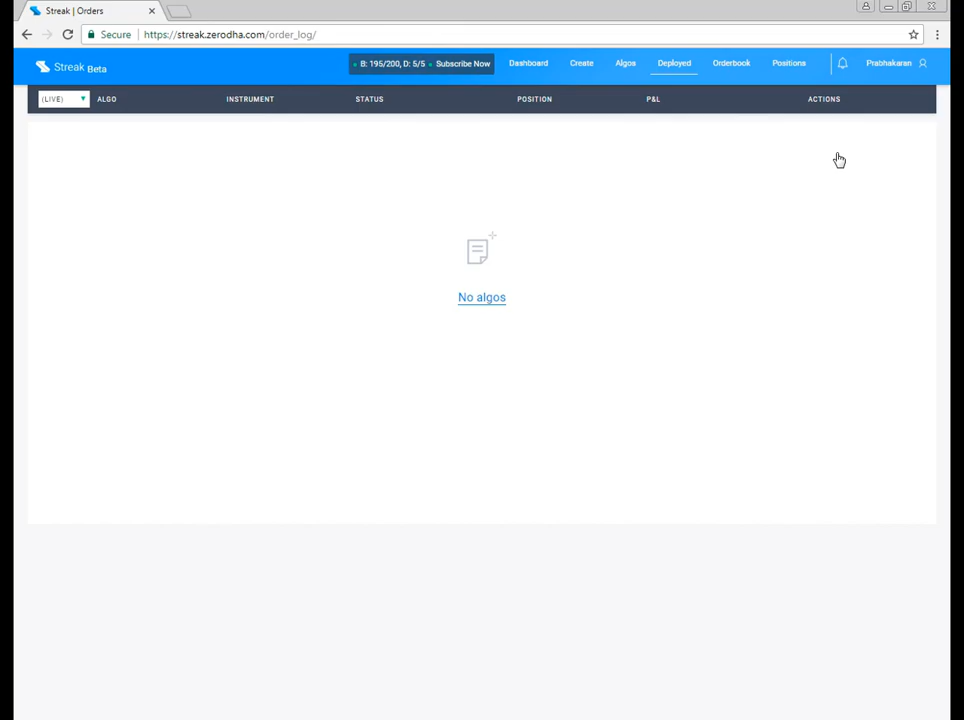 Streak | Orders
Secure https://streak.zerodha.com/order_log/
Streak Beta B: 195/200, D: 5/5 Subscribe Now Dashboard Create Algos Deployed Orderbook Positions Prabhakaran
(LIVE) ALGO INSTRUMENT STATUS POSITION P&L ACTIONS
No algos